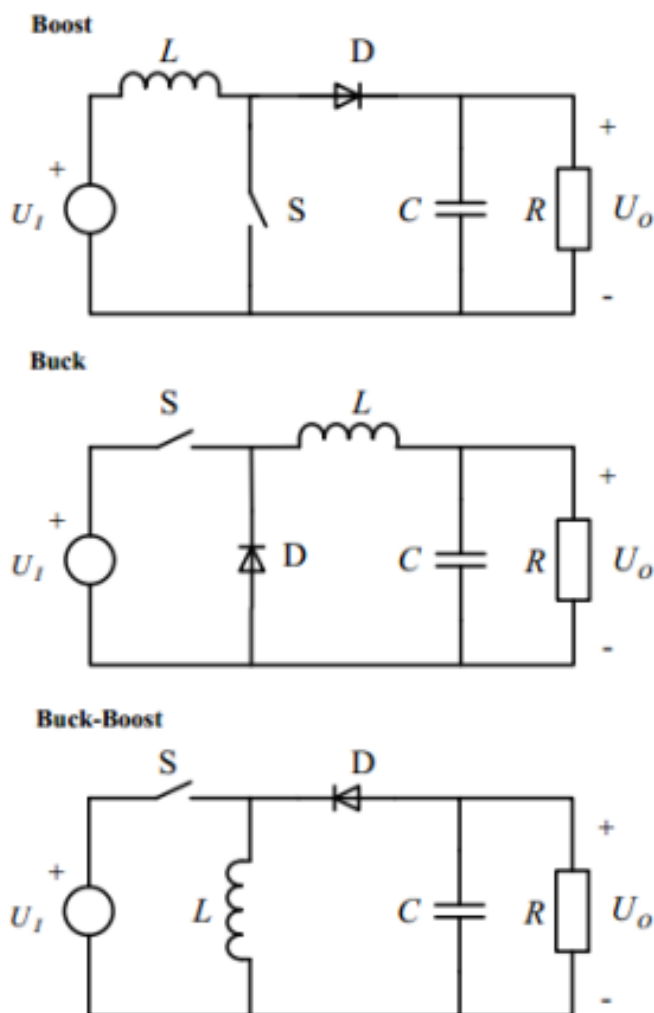 Boost
L D
+ +
U_I S C R U_O
-
Buck
S L
+
+
U_I D C R U_O
-
Buck-Boost
S D
+
+
U_I L C R U_O
-